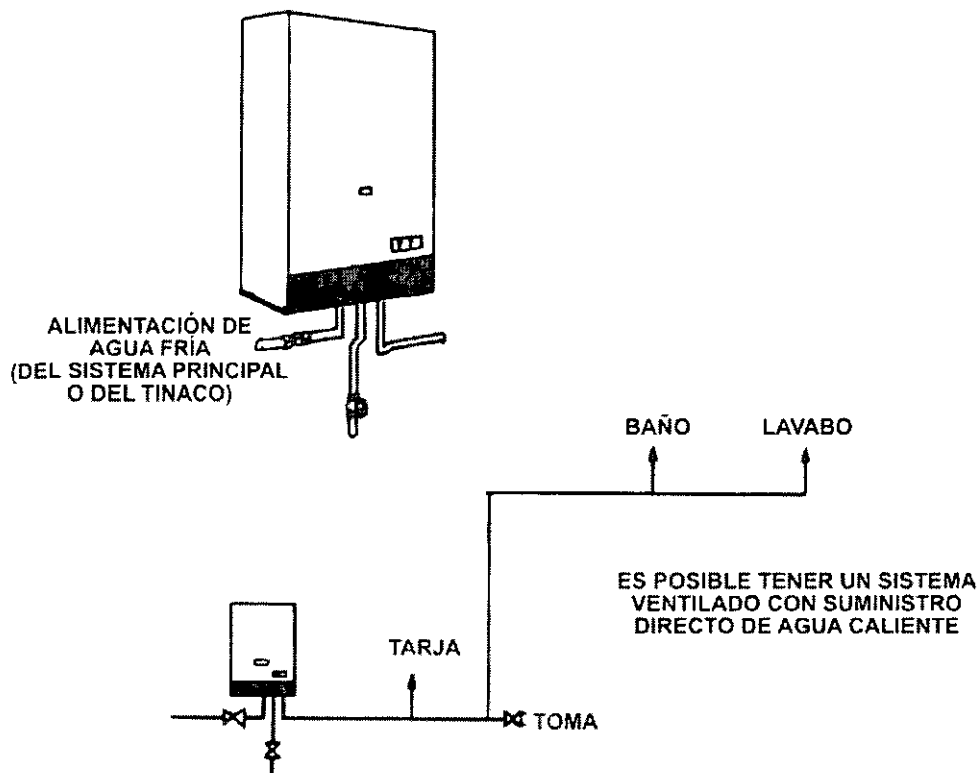 ALIMENTACIÓN DE
AGUA FRÍA
(DEL SISTEMA PRINCIPAL
O DEL TINACO)
BAÑO
LAVABO
ES POSIBLE TENER UN SISTEMA
VENTILADO CON SUMINISTRO
DIRECTO DE AGUA CALIENTE
TARJA
TOMA